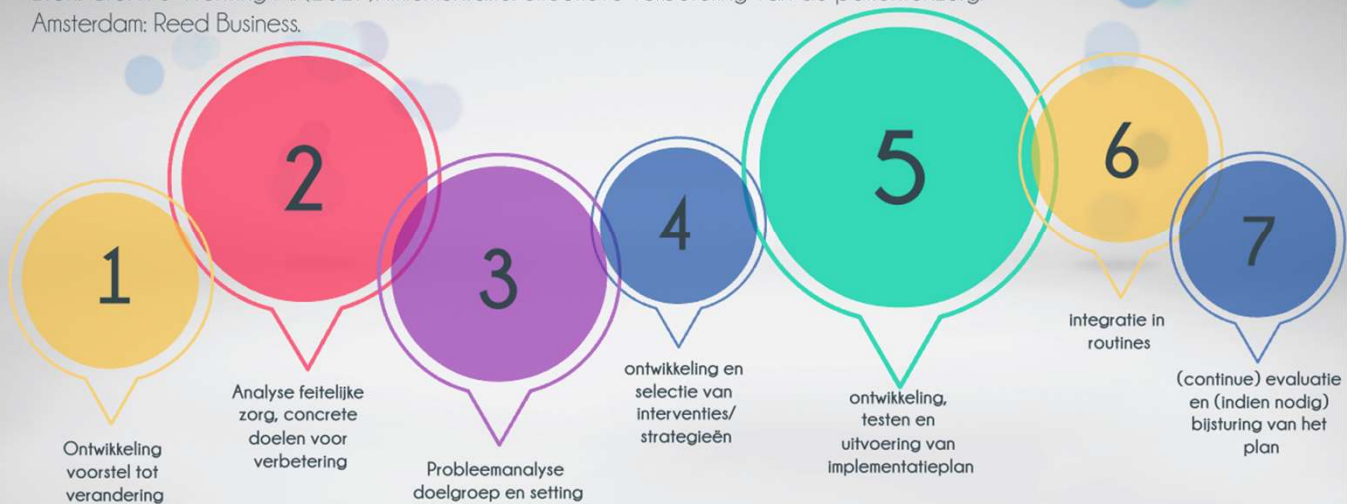 Amsterdam: Reed Business.
1
2
3
4
5
6
7
Ontwikkeling
voorstel tot
verandering
Analyse feitelijke
zorg, concrete
doelen voor
verbetering
Probleemanalyse
doelgroep en setting
ontwikkeling en
selectie van
interventies/
strategieën
ontwikkeling,
testen en
uitvoering van
implementatieplan
integratie in
routines
(continue) evaluatie
en (indien nodig)
bijsturing van het
plan